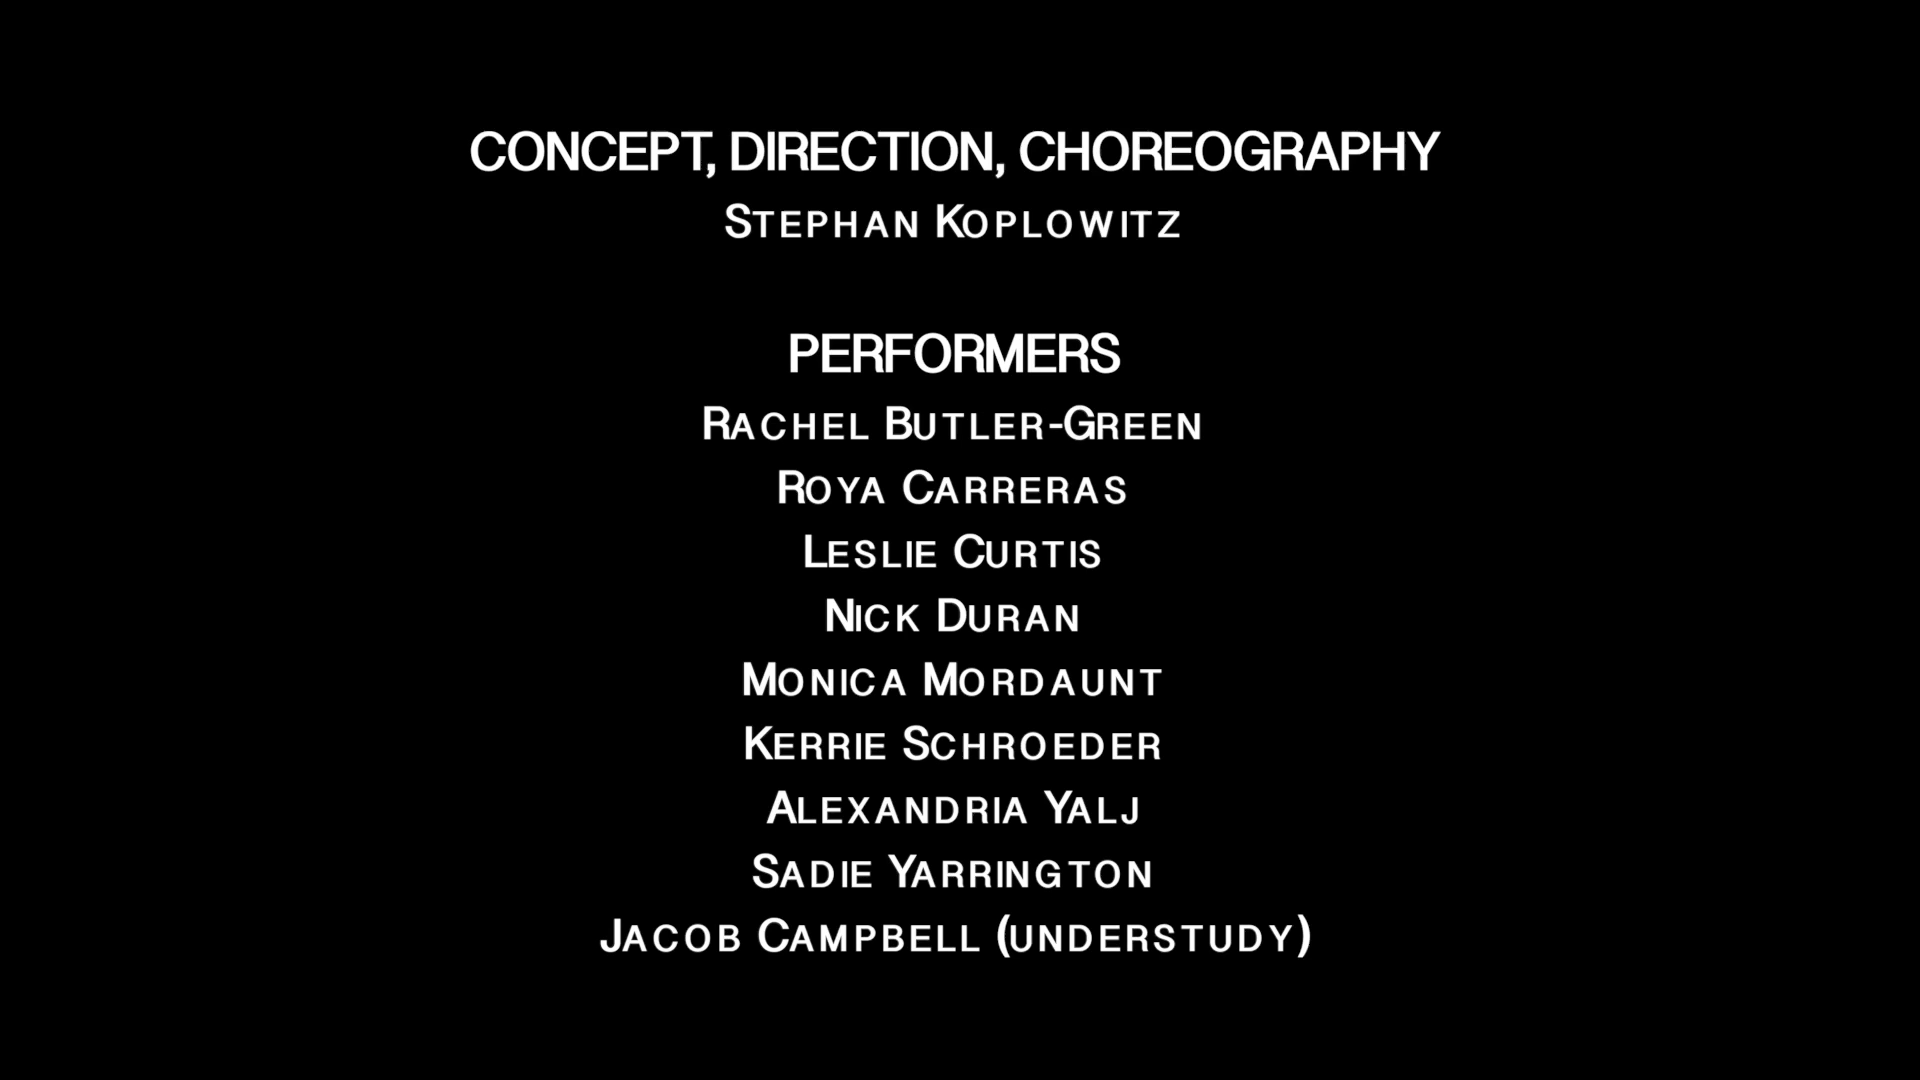 CONCEPT, DIRECTION, CHOREOGRAPHY
STEPHAN KOPLOWITZ
PERFORMERS
RACHEL BUTLER-GREEN
ROYA CARRERAS
LESLIE CURTIS
NICK DURAN
MONICA MORDAUNT
KERRIE SCHROEDER
ALEXANDRIA YALJ
SADIE YARRINGTON
JACOB CAMPBELL (UNDERSTUDY)